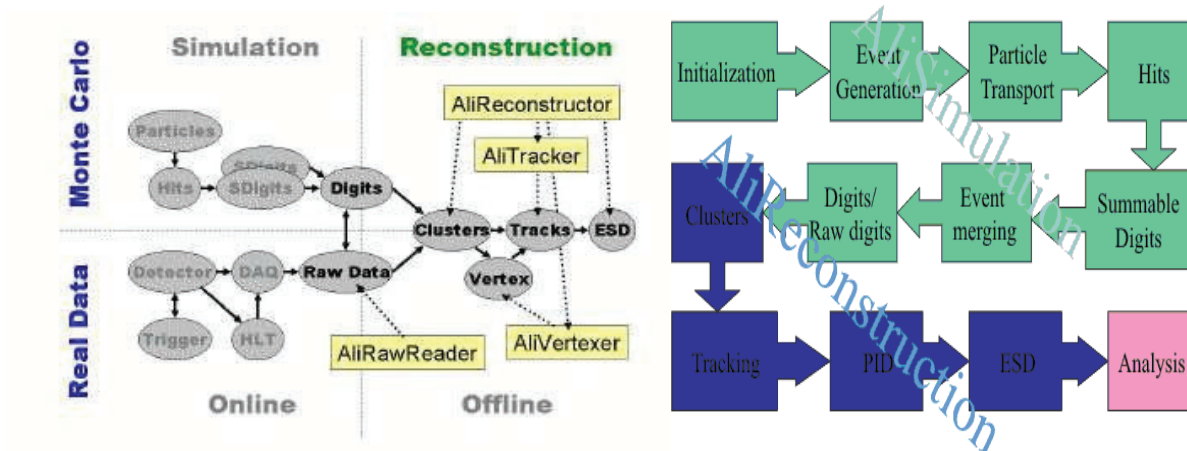 Simulation
Reconstruction
Monte Carlo
Real Data
AliReconstructor
AliTracker
Particles
SDigits
Hits
SDigits
Digits
Clusters
Tracks
ESD
Vertex
Detector
DAQ
Raw Data
Trigger
HLT
AliRawReader
AliVertexer
Online
Offline
Initialization
Event
Generation
Particle
Transport
Hits
AliSimulation
Clusters
Digits/
Raw digits
Event
merging
Summable
Digits
AliReconstruction
Tracking
PID
ESD
Analysis